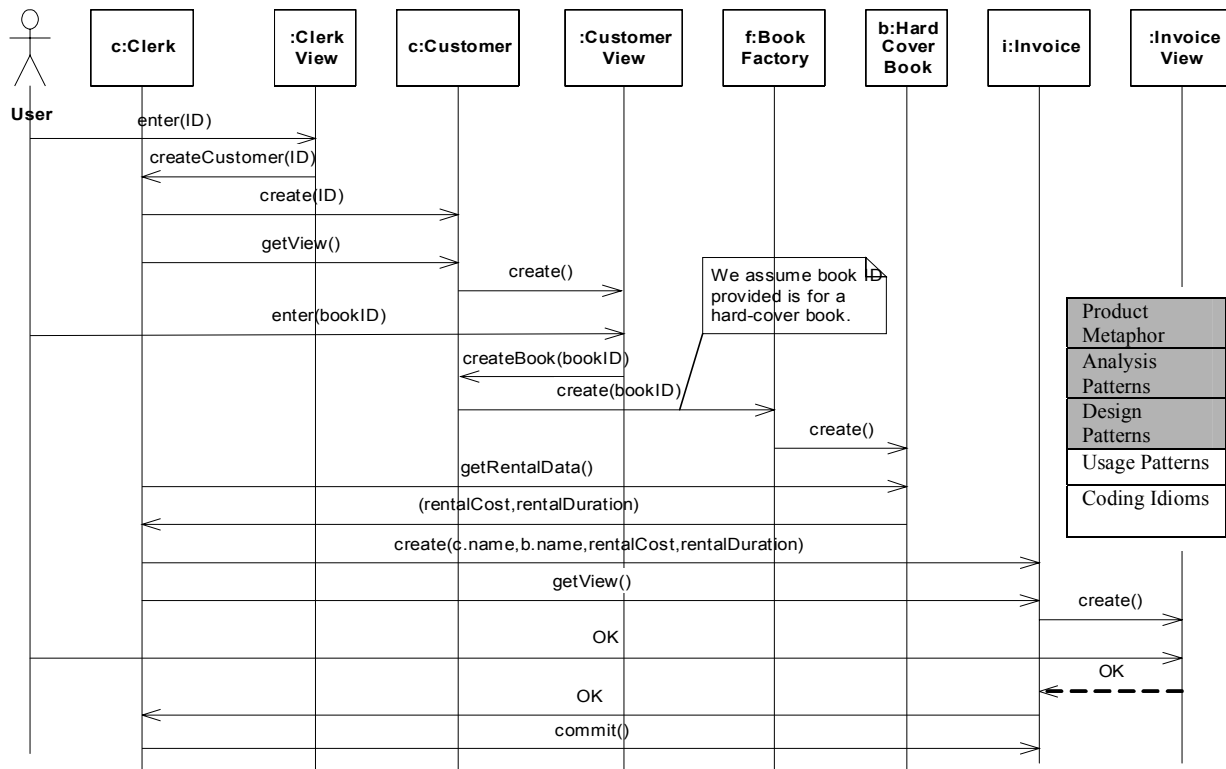 c:Clerk
:Clerk
View
c:Customer
:Customer
View
f:Book
Factory
b:Hard
Cover
Book
i:Invoice
:Invoice
View
User
enter(ID)
createCustomer(ID)
create(ID)
getView()
create()
We assume book ID
provided is for a
hard-cover book.
enter(bookID)
createBook(bookID)
create(bookID)
create()
getRentalData()
(rentalCost,rentalDuration)
create(c.name,b.name,rentalCost,rentalDuration)
getView()
create()
OK
OK
OK
commit()
Product
Metaphor
Analysis
Patterns
Design
Patterns
Usage Patterns
Coding Idioms